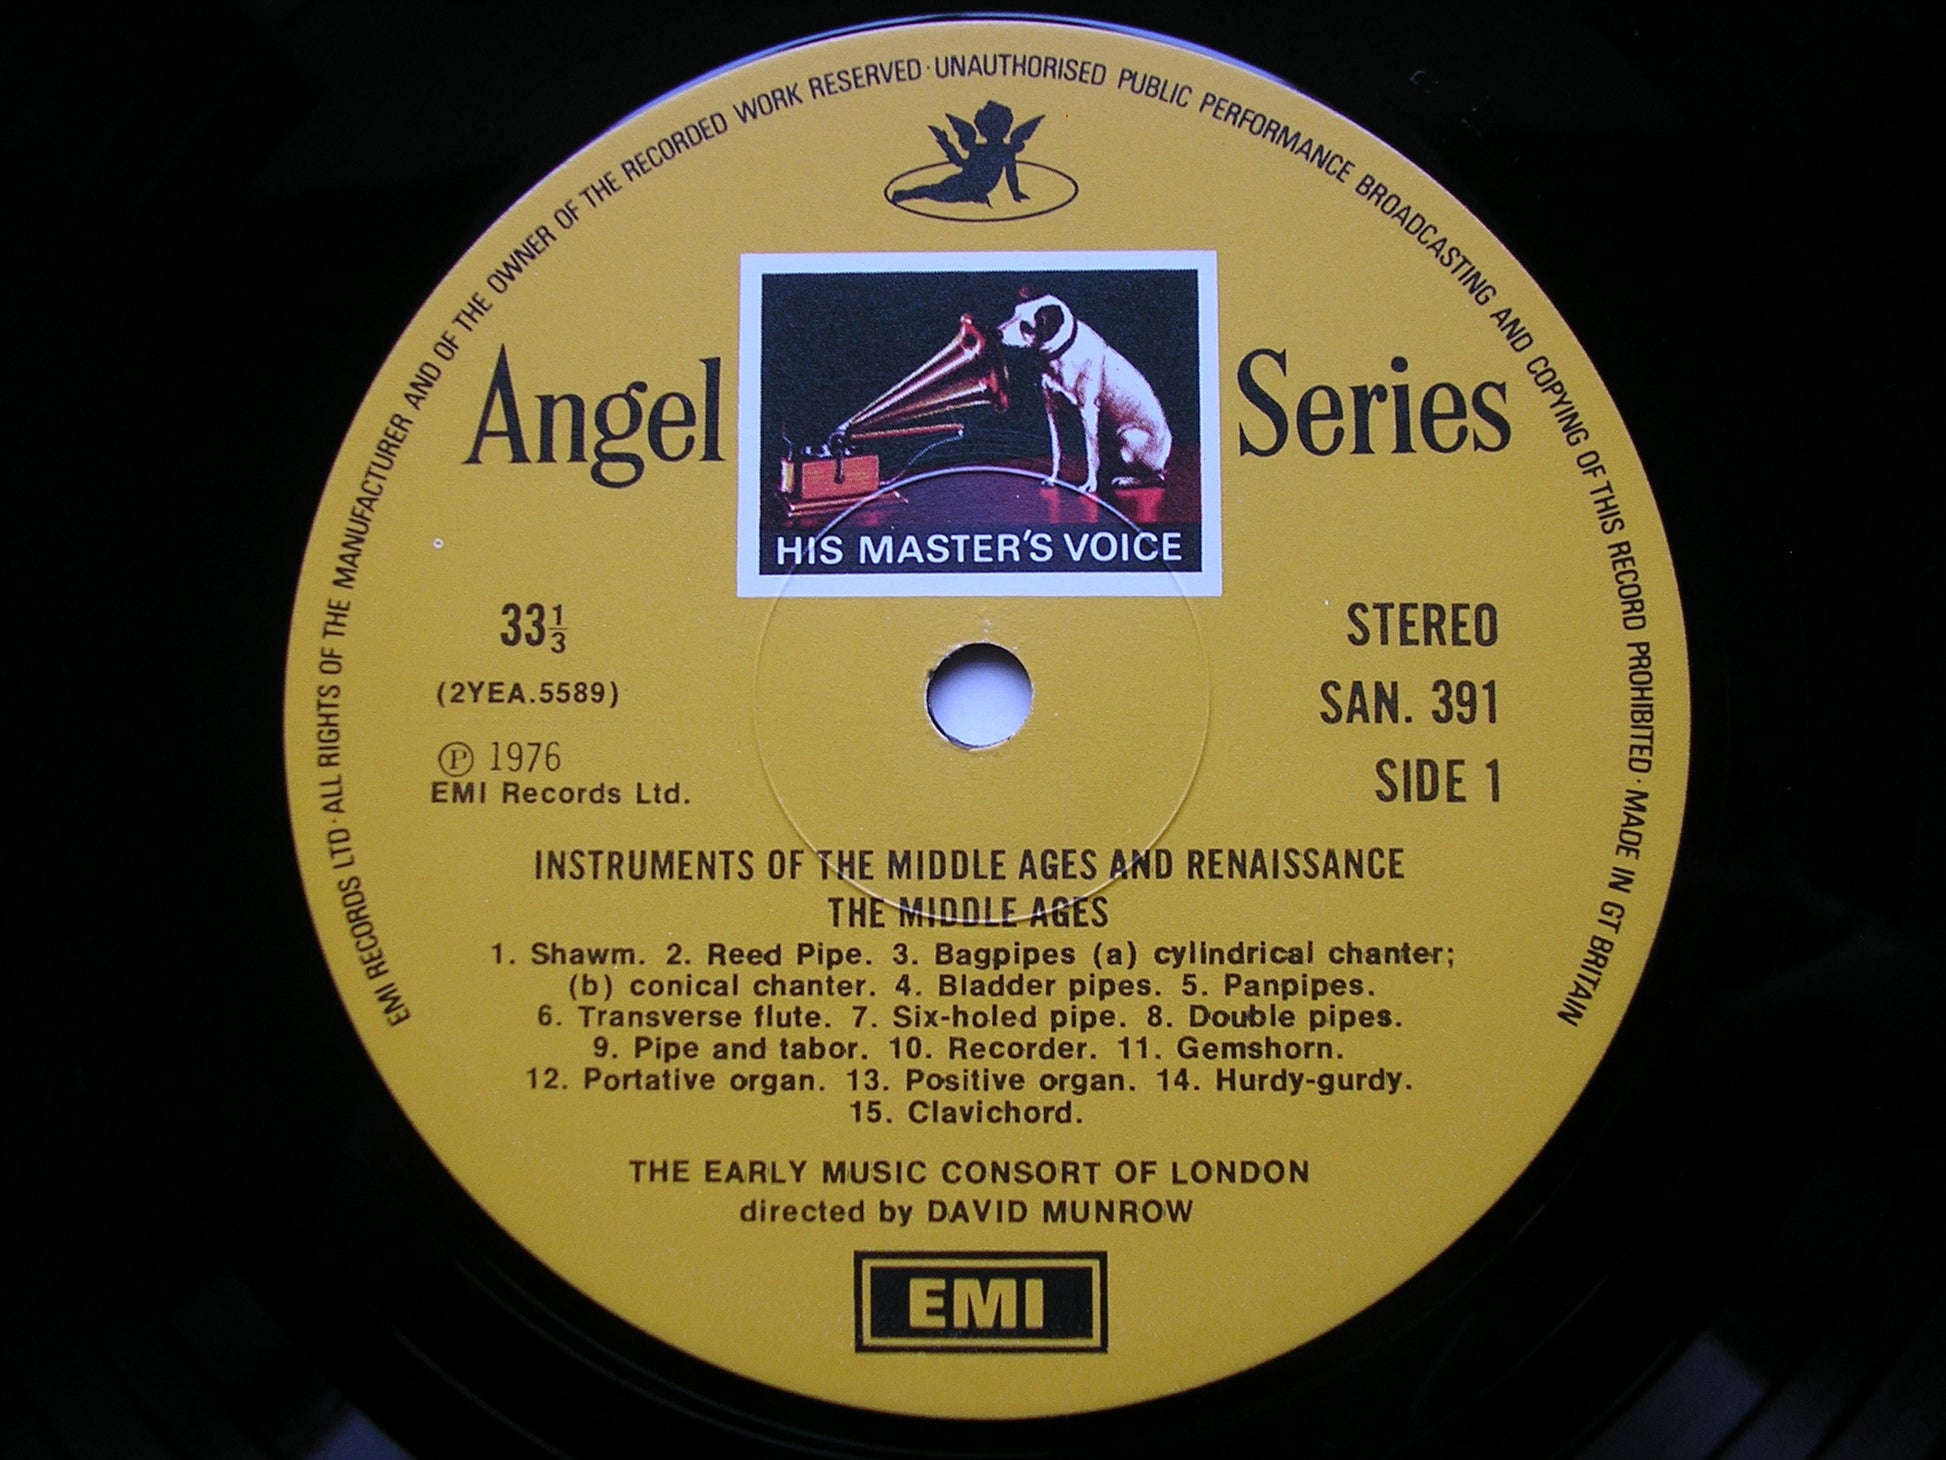 EMI RECORDS LTD · ALL RIGHTS OF THE MANUFACTURER AND OF THE OWNER OF THE RECORDED WORK RESERVED · UNAUTHORISED PUBLIC PERFORMANCE BROADCASTING AND COPYING OF THIS RECORD PROHIBITED · MADE IN GT BRITAIN
Angel Series
HIS MASTER'S VOICE
33 1/3
STEREO
(2YEA.5589)
SAN. 391
Ⓟ 1976
EMI Records Ltd.
SIDE 1
INSTRUMENTS OF THE MIDDLE AGES AND RENAISSANCE
THE MIDDLE AGES
1. Shawm. 2. Reed Pipe. 3. Bagpipes (a) cylindrical chanter;
(b) conical chanter. 4. Bladder pipes. 5. Panpipes.
6. Transverse flute. 7. Six-holed pipe. 8. Double pipes.
9. Pipe and tabor. 10. Recorder. 11. Gemshorn.
12. Portative organ. 13. Positive organ. 14. Hurdy-gurdy.
15. Clavichord.
THE EARLY MUSIC CONSORT OF LONDON
directed by DAVID MUNROW
EMI